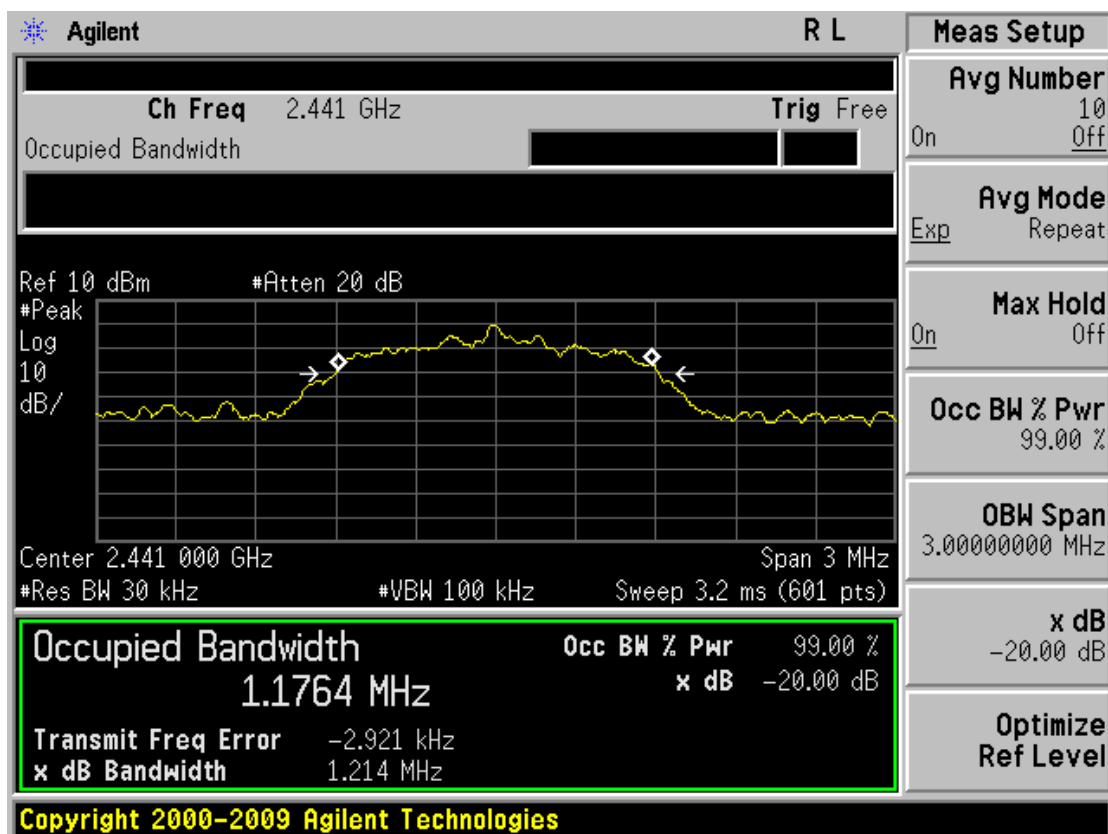 Agilent R L
Ch Freq 2.441 GHz Trig Free
Occupied Bandwidth
Ref 10 dBm #Atten 20 dB
#Peak
Log
10
dB/
Center 2.441 000 GHz Span 3 MHz
#Res BW 30 kHz #VBW 100 kHz Sweep 3.2 ms (601 pts)
Occupied Bandwidth Occ BW % Pwr 99.00 %
1.1764 MHz x dB -20.00 dB
Transmit Freq Error -2.921 kHz
x dB Bandwidth 1.214 MHz
Copyright 2000-2009 Agilent Technologies
Meas Setup
Avg Number
10
On Off
Avg Mode
Exp Repeat
Max Hold
On Off
Occ BW % Pwr
99.00 %
OBW Span
3.00000000 MHz
x dB
-20.00 dB
Optimize
Ref Level